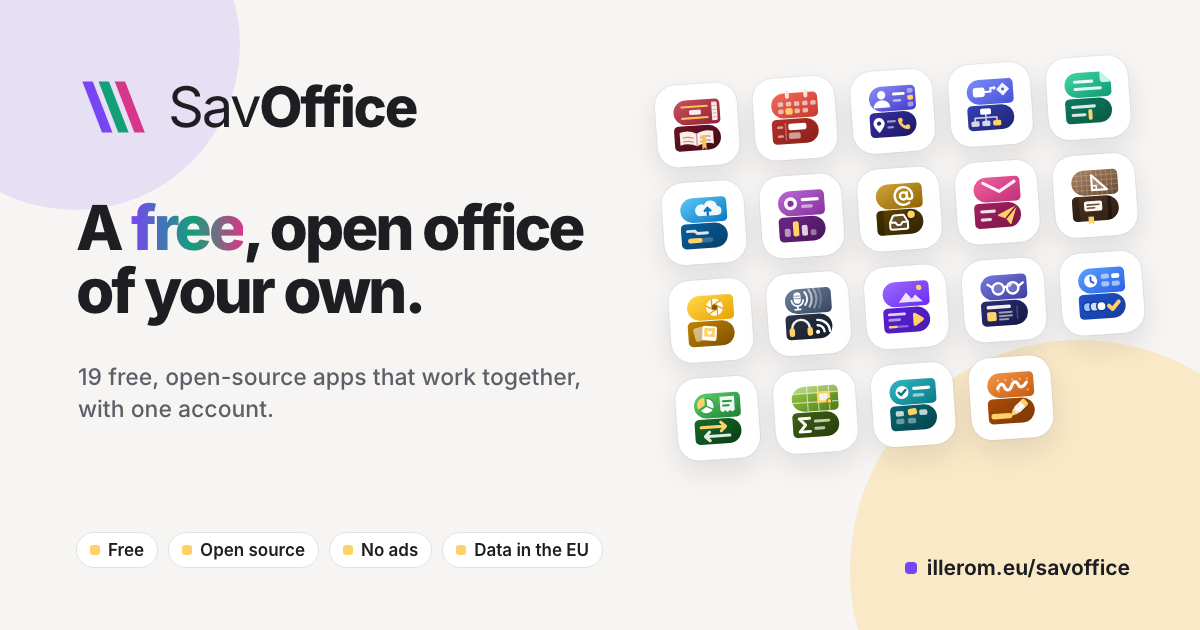 SavOffice
A free, open office
of your own.
19 free, open-source apps that work together,
with one account.
Free
Open source
No ads
Data in the EU
illerom.eu/savoffice
@
Σ